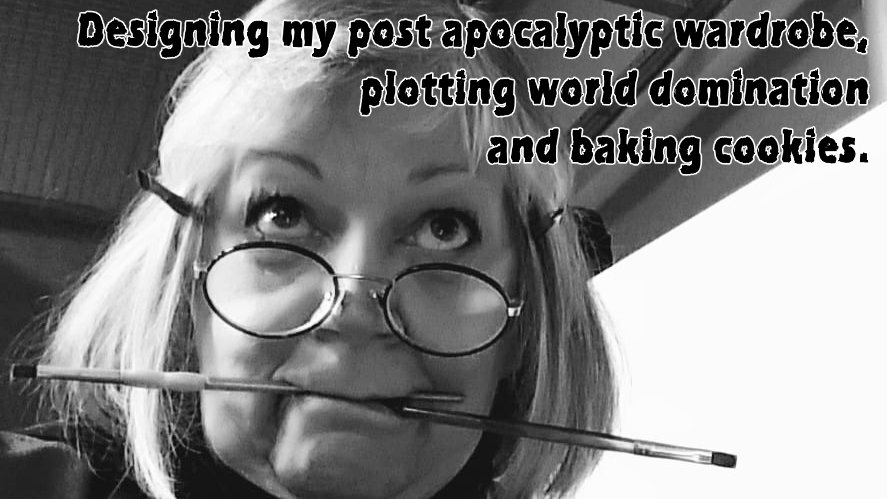 Designing my post apocalyptic wardrobe,
plotting world domination
and baking cookies.